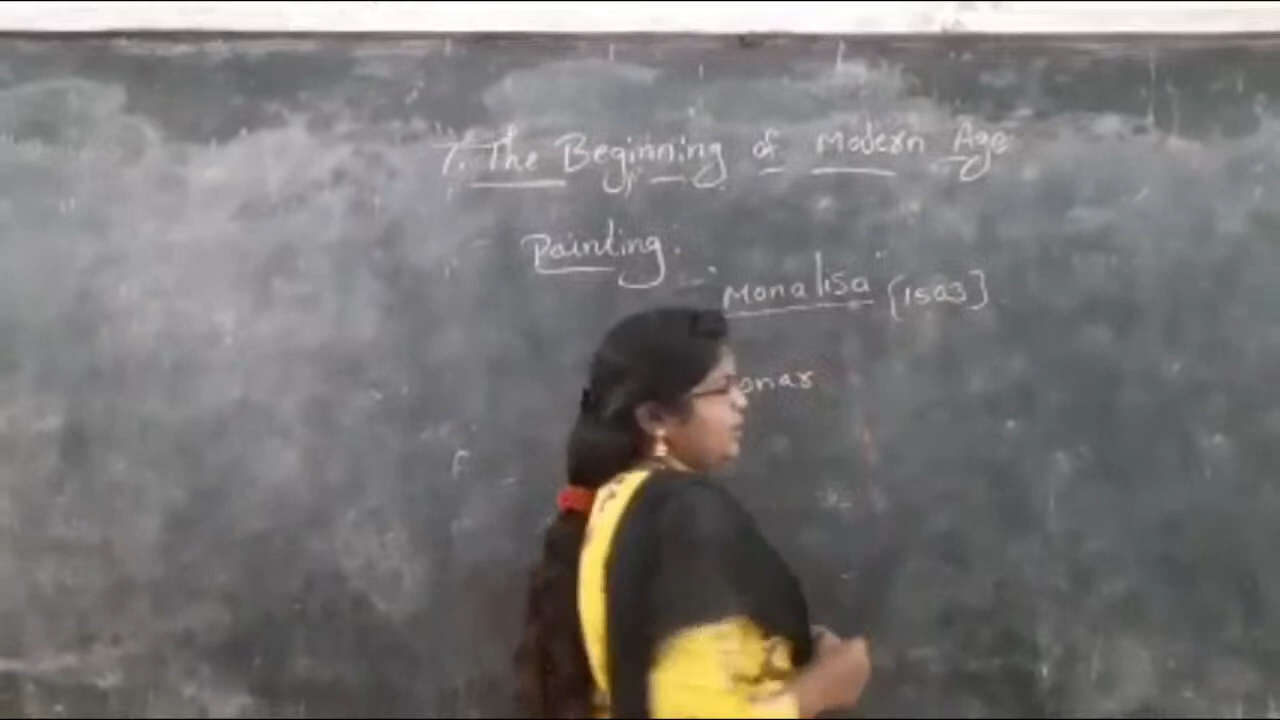 7. The Beginning of Modern Age
Painting:
"Monalisa" [1503]
onar